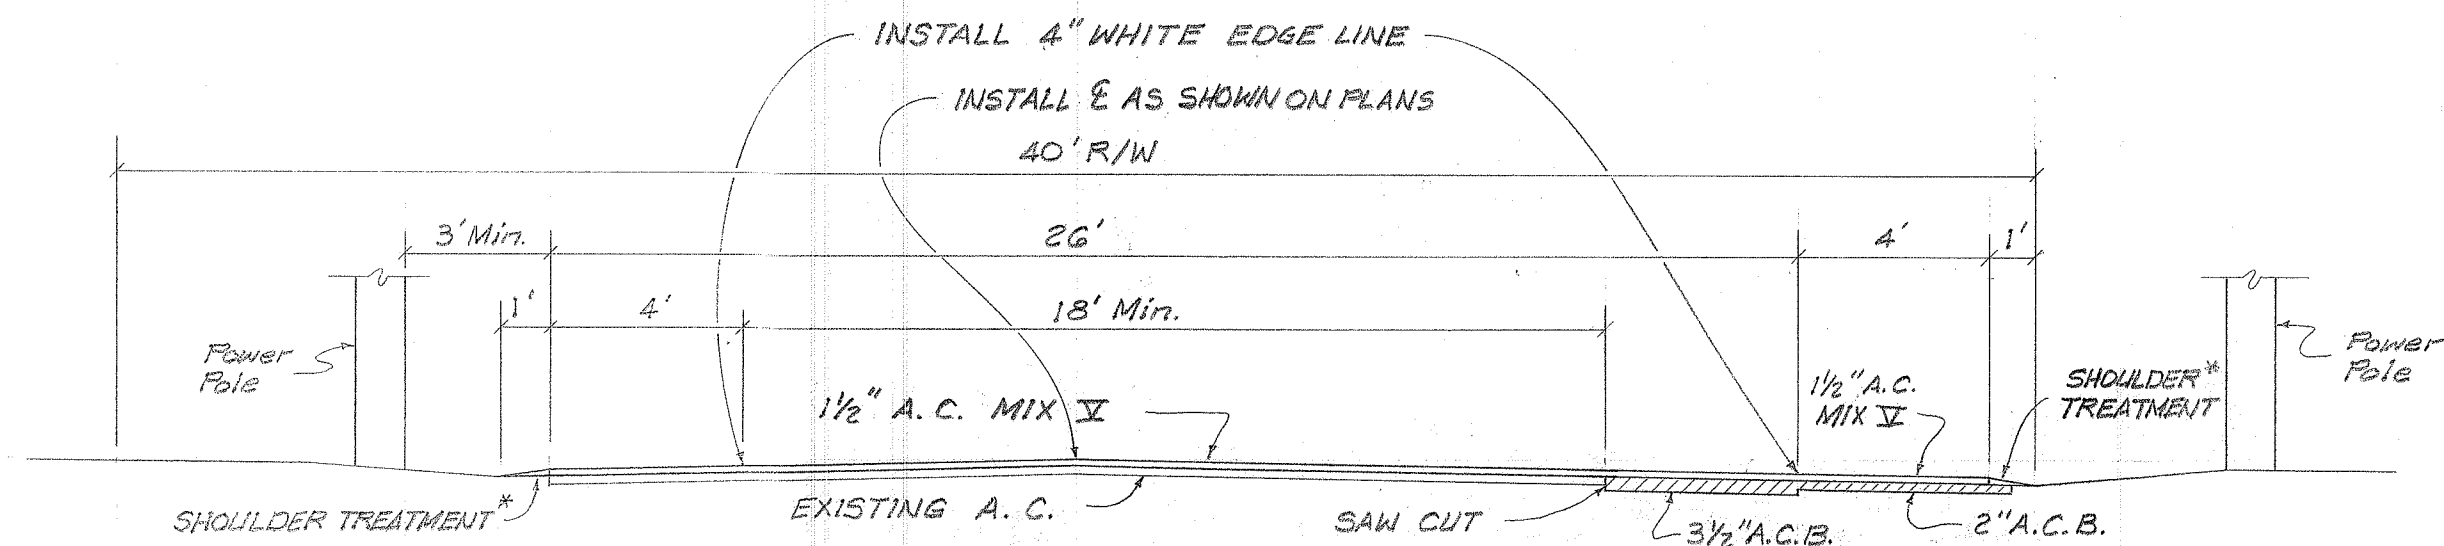 INSTALL 4" WHITE EDGE LINE
INSTALL ℄ AS SHOWN ON PLANS
40' R/W
3' Min.
26'
4'
1'
1'
4'
18' Min.
Power
Pole
Power
Pole
1½" A.C. MIX V
1½" A.C.
MIX V
SHOULDER*
TREATMENT
SHOULDER TREATMENT*
EXISTING A.C.
SAW CUT
3½" A.C.B.
2" A.C.B.